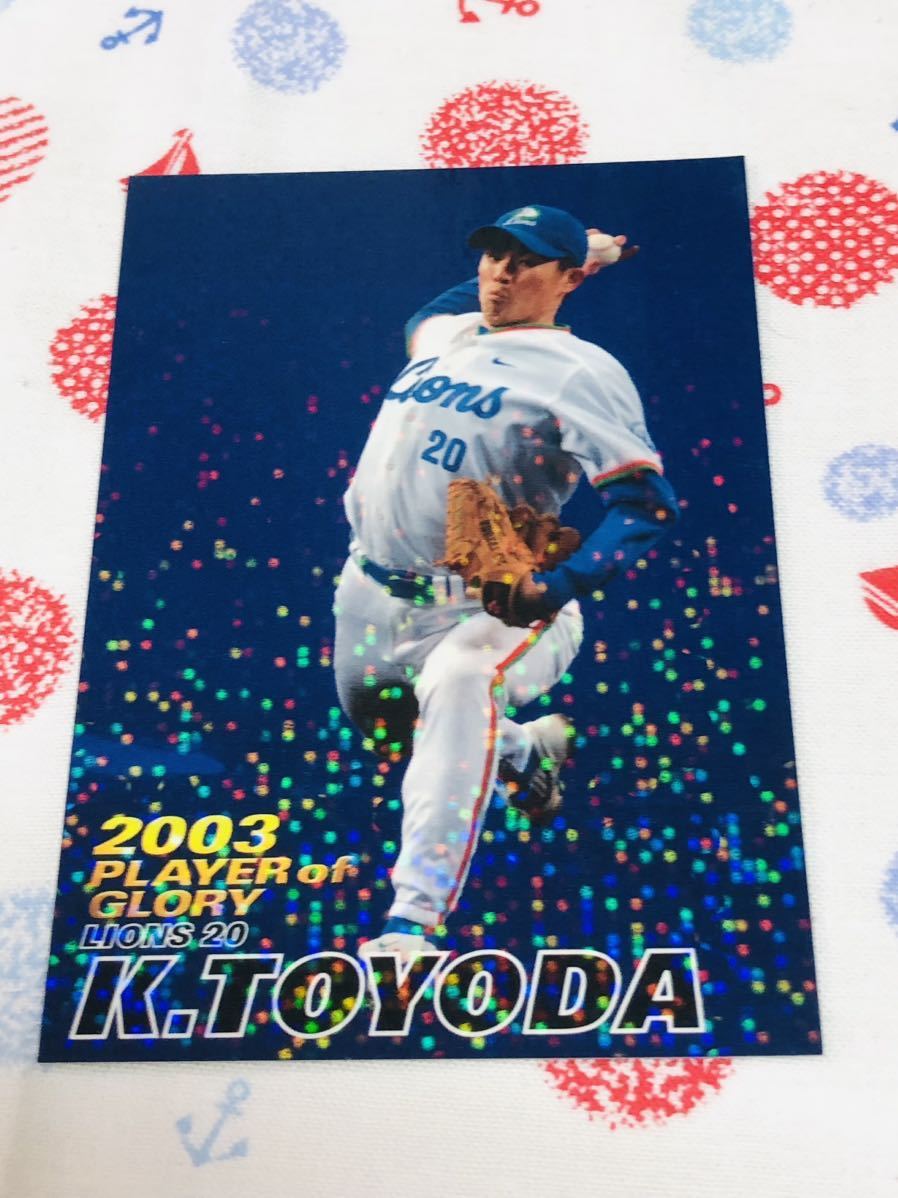 Lions
20
2003
PLAYER of
GLORY
LIONS 20
K.TOYODA